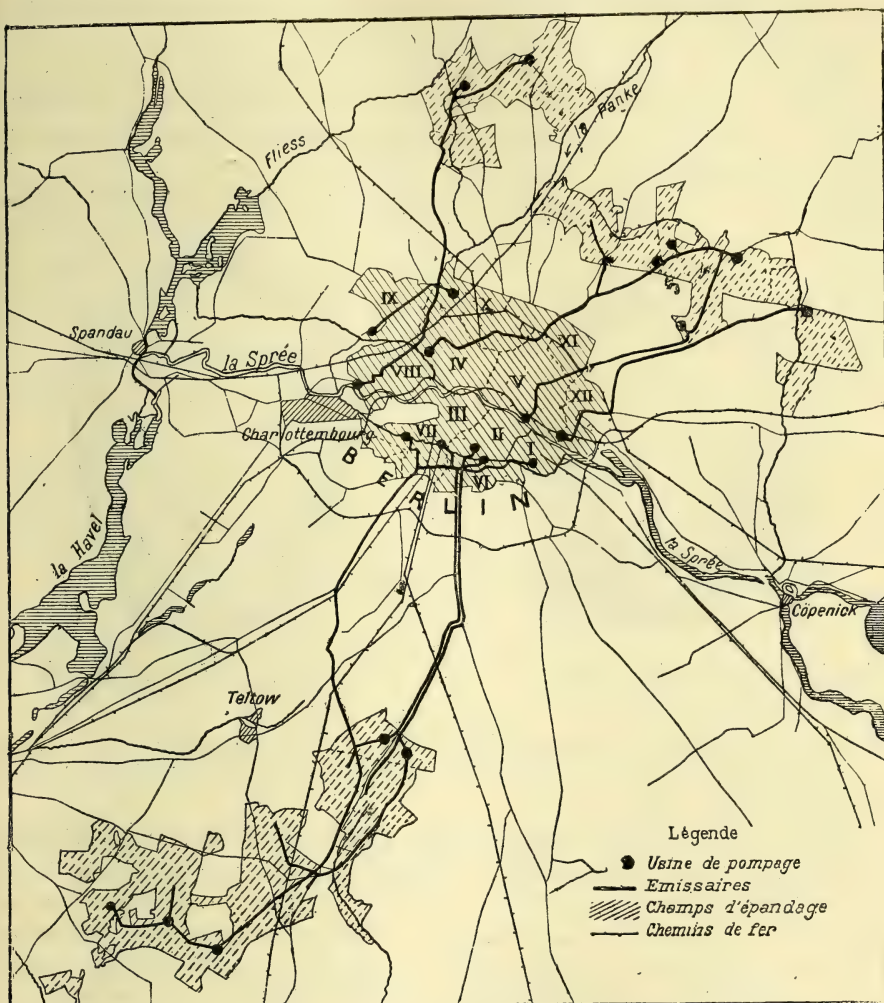 la Panke
Fliess
IX
X
Spandau
la Sprée
XI
IV
VIII
V
XII
III
Charlottembourg
VII
II
I
VI
BERLIN
la Havel
la Sprée
Cöpenick
Teltow
Légende
Usine de pompage
Emissaires
Champs d'épandage
Chemins de fer